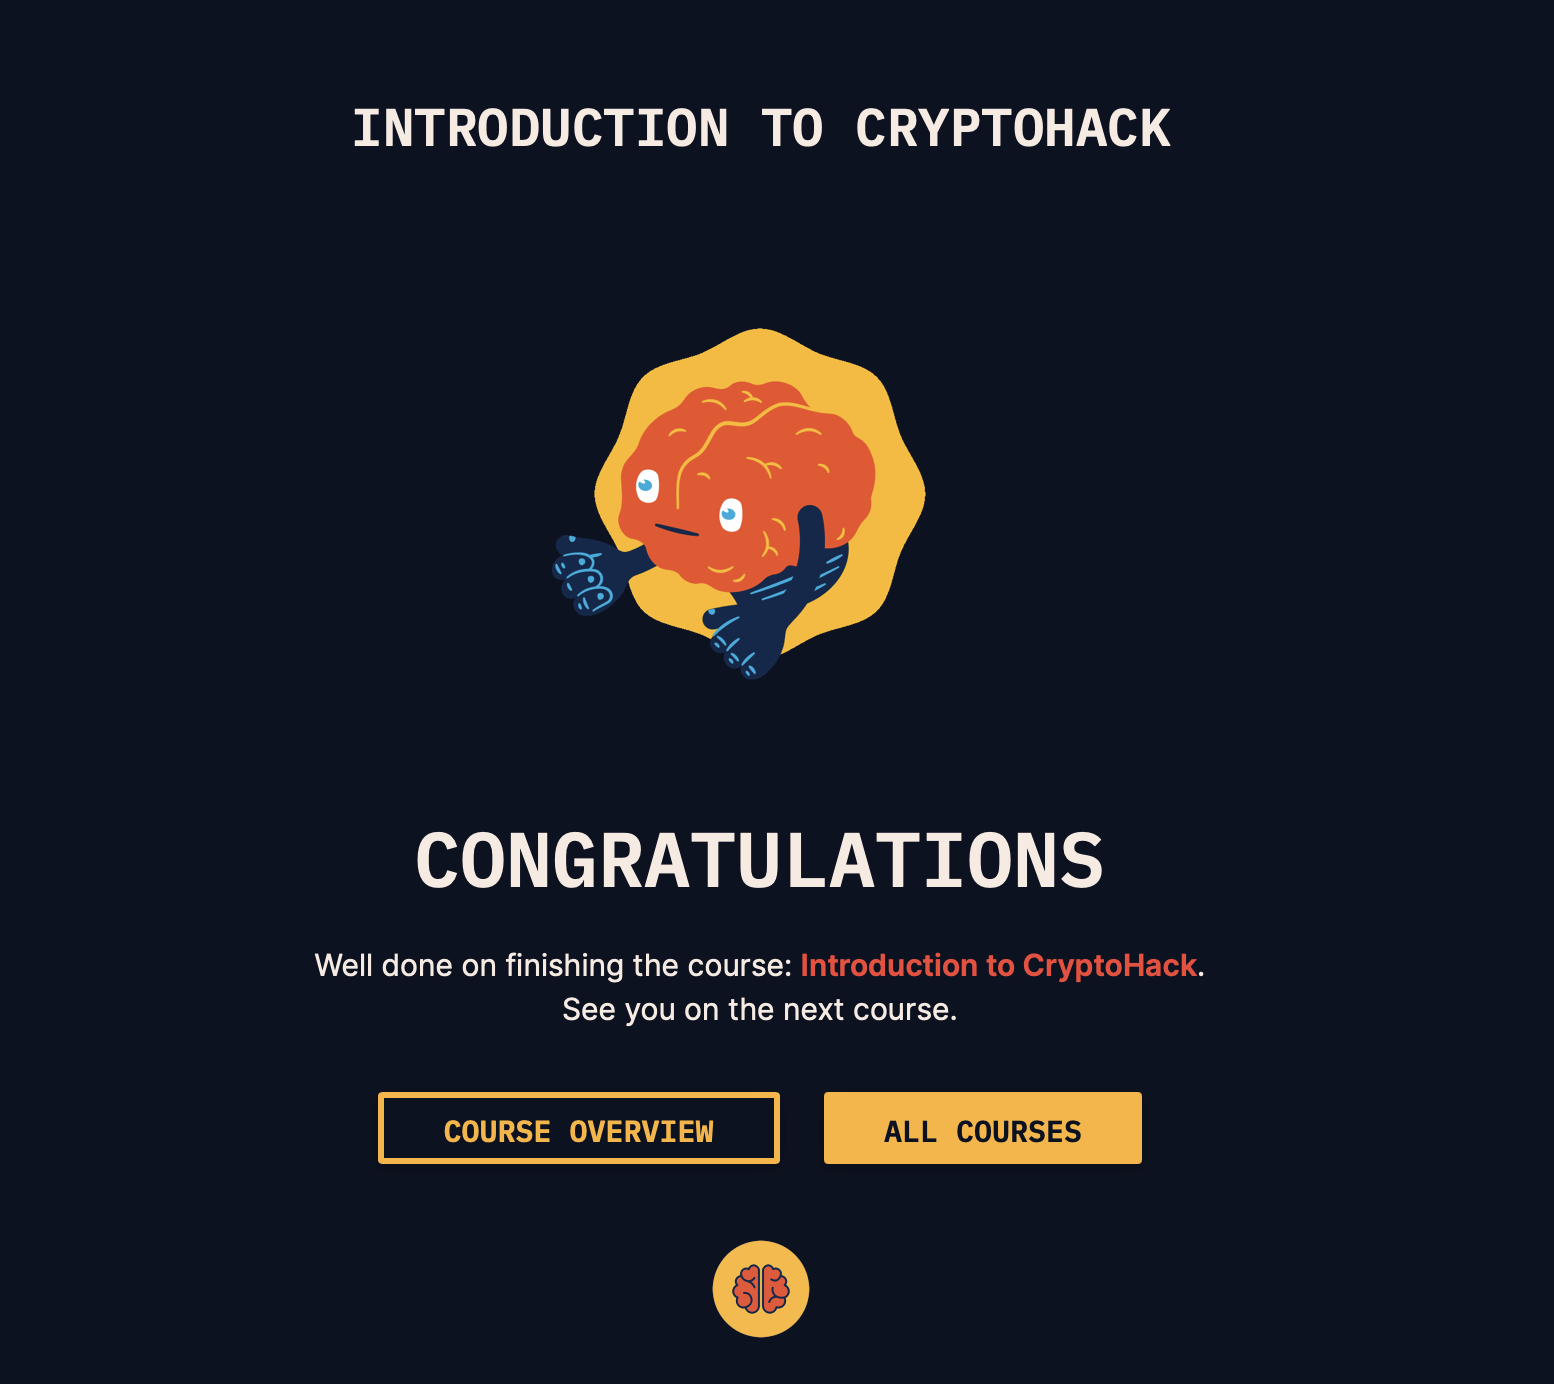 INTRODUCTION TO CRYPTOHACK
CONGRATULATIONS
Well done on finishing the course: Introduction to CryptoHack.
See you on the next course.
COURSE OVERVIEW
ALL COURSES